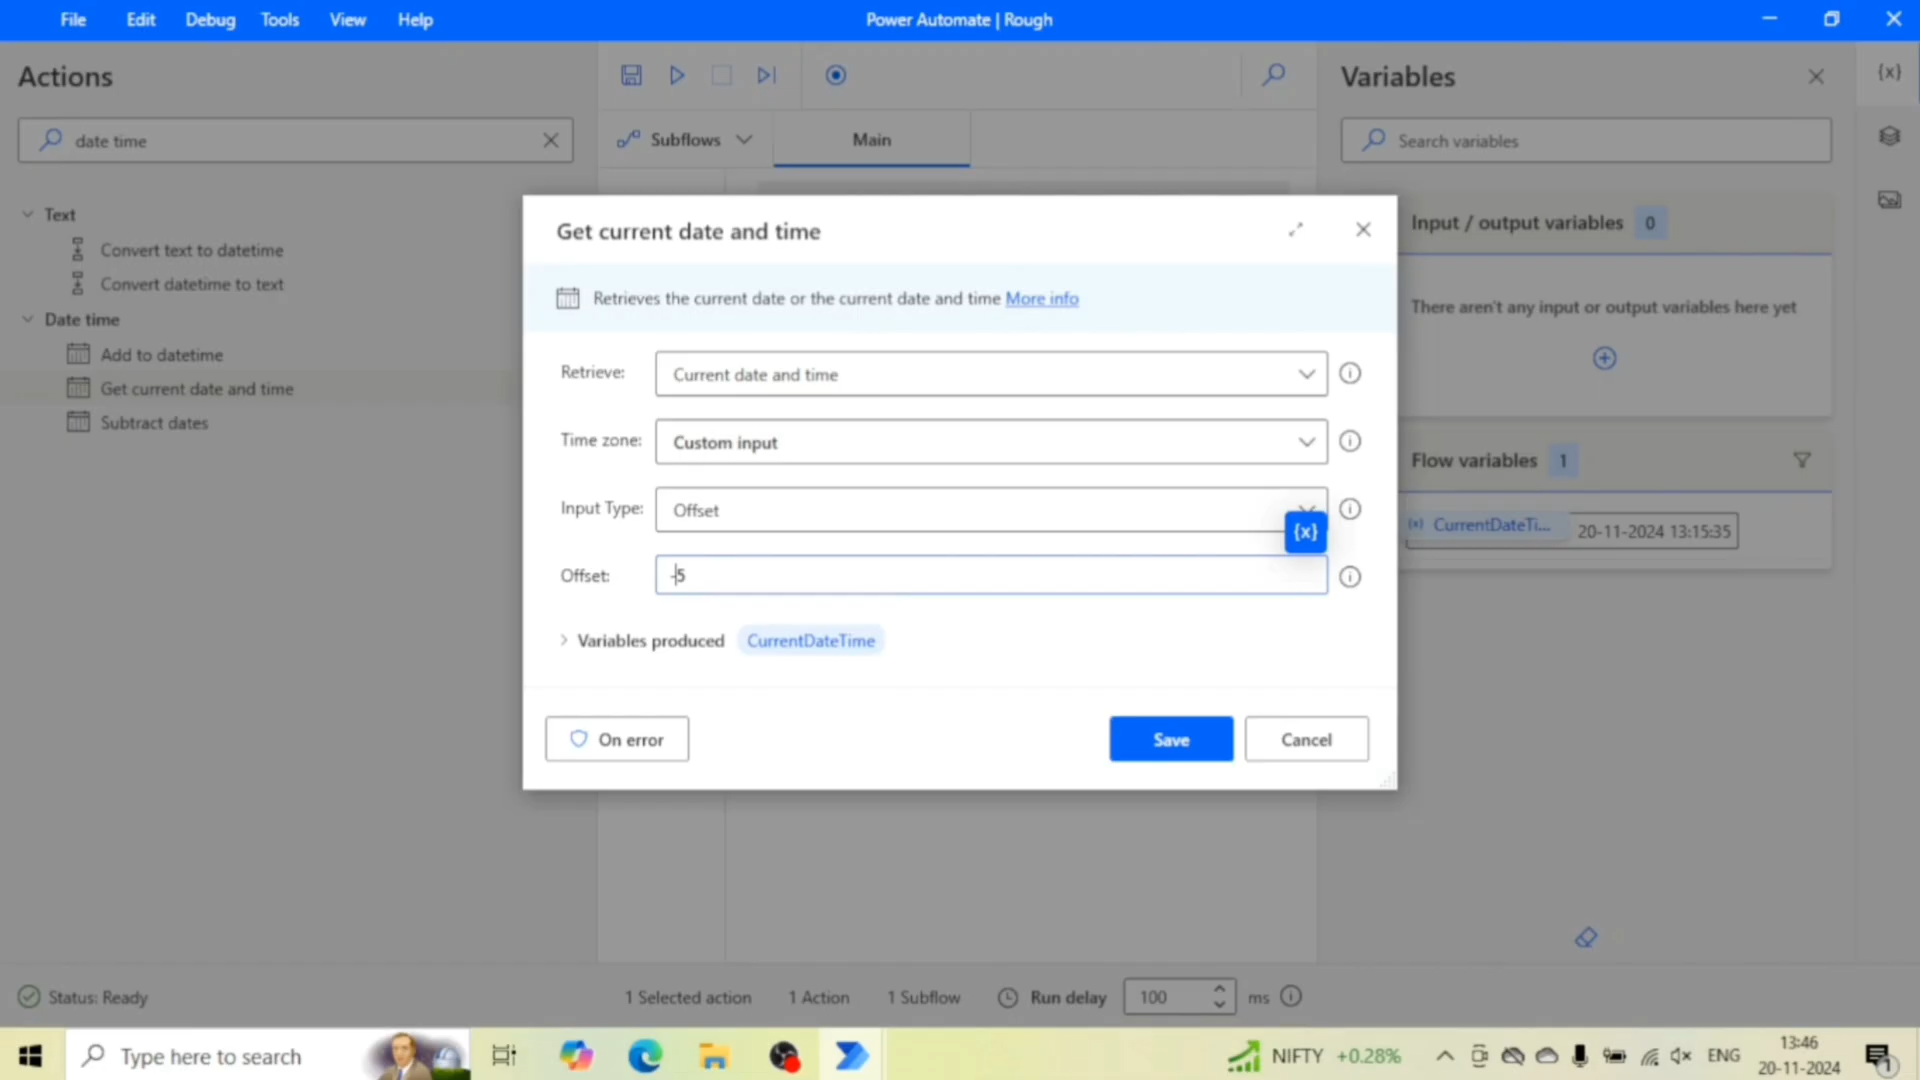 File Edit Debug Tools View Help
Power Automate | Rough
Actions
date time
Text
Convert text to datetime
Convert datetime to text
Date time
Add to datetime
Get current date and time
Subtract dates
Subflows
Main
Get current date and time
Retrieves the current date or the current date and time More info
Retrieve: Current date and time
Time zone: Custom input
Input Type: Offset
{x}
Offset: -5
Variables produced CurrentDateTime
On error
Save
Cancel
Variables
{x}
Search variables
Input / output variables 0
There aren't any input or output variables here yet
Flow variables 1
(x) CurrentDateTi... 20-11-2024 13:15:35
Status: Ready
1 Selected action 1 Action 1 Subflow Run delay 100 ms
Type here to search
NIFTY +0.28%
ENG
13:46
20-11-2024
1